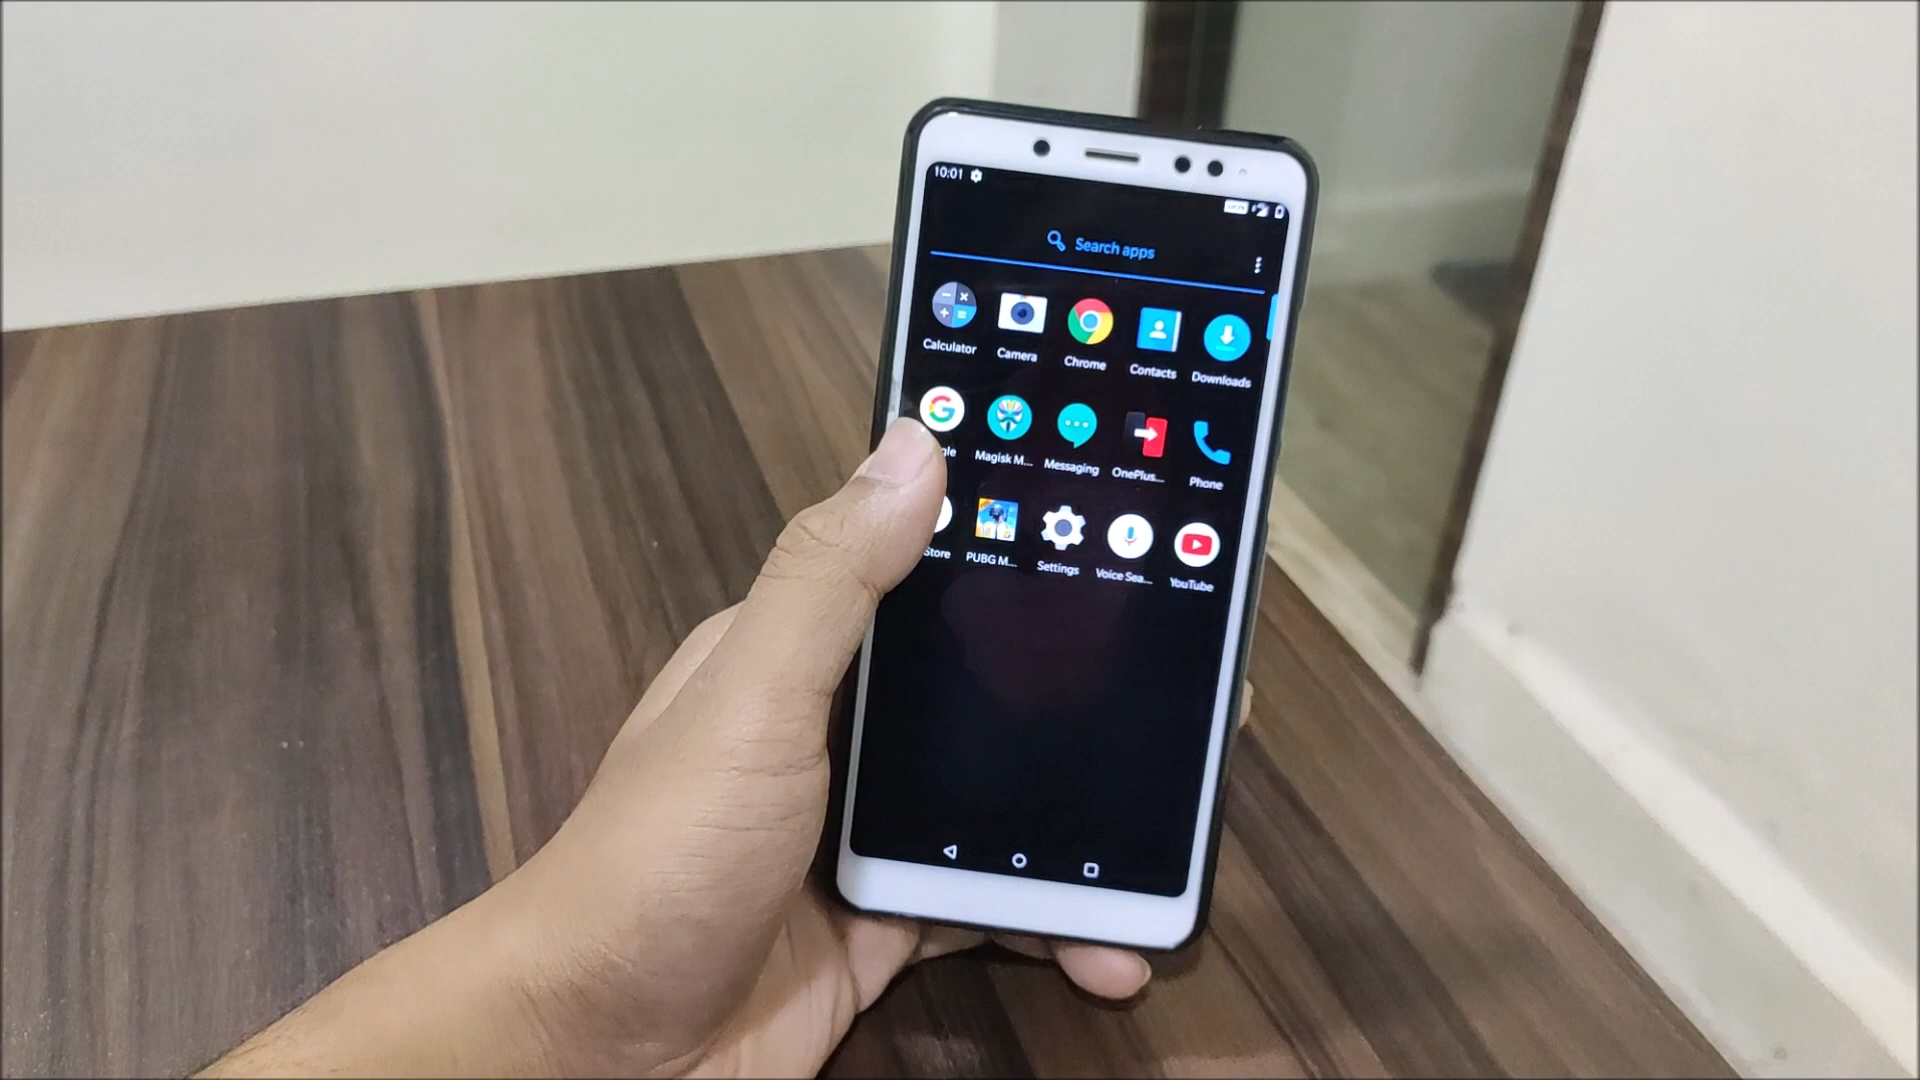 10:01
Search apps
Calculator Camera Chrome Contacts Downloads
gle Magisk M... Messaging OnePlus... Phone
Store PUBG M... Settings Voice Sea... YouTube